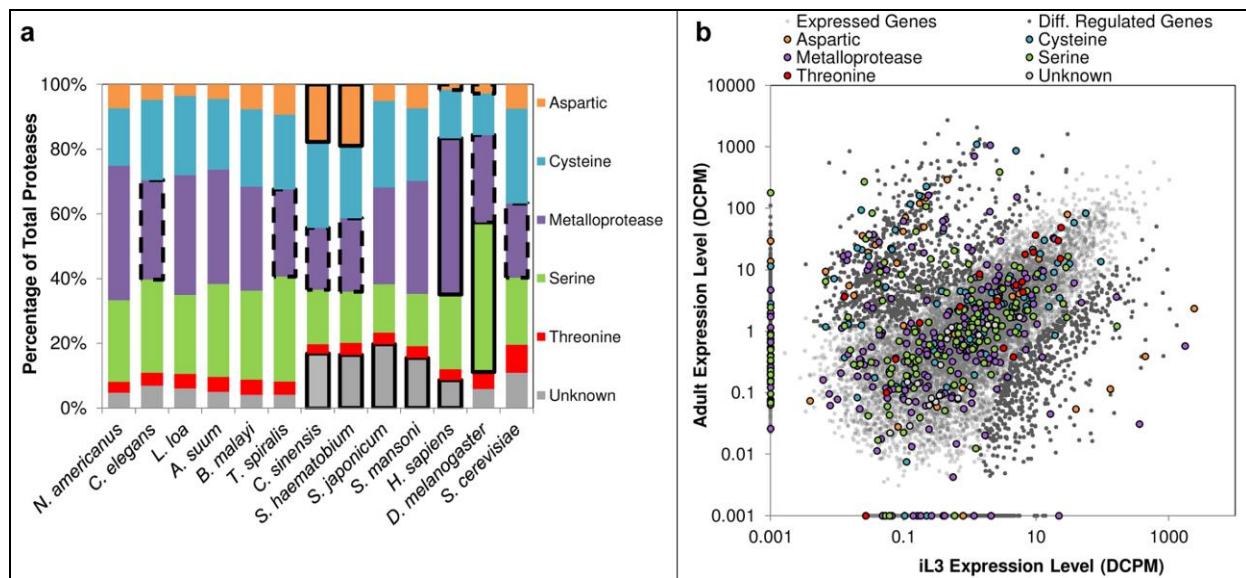 a
Percentage of Total Proteases
100%
80%
60%
40%
20%
0%
Aspartic
Cysteine
Metalloprotease
Serine
Threonine
Unknown
N. americanus
C. elegans
L. loa
A. suum
B. malayi
T. spiralis
C. sinensis
S. haematobium
S. japonicum
S. mansoni
H. sapiens
D. melanogaster
S. cerevisiae
b
Expressed Genes
Diff. Regulated Genes
Aspartic
Cysteine
Metalloprotease
Serine
Threonine
Unknown
Adult Expression Level (DCPM)
10000
1000
100
10
1
0.1
0.01
0.001
0.001
0.1
10
1000
iL3 Expression Level (DCPM)